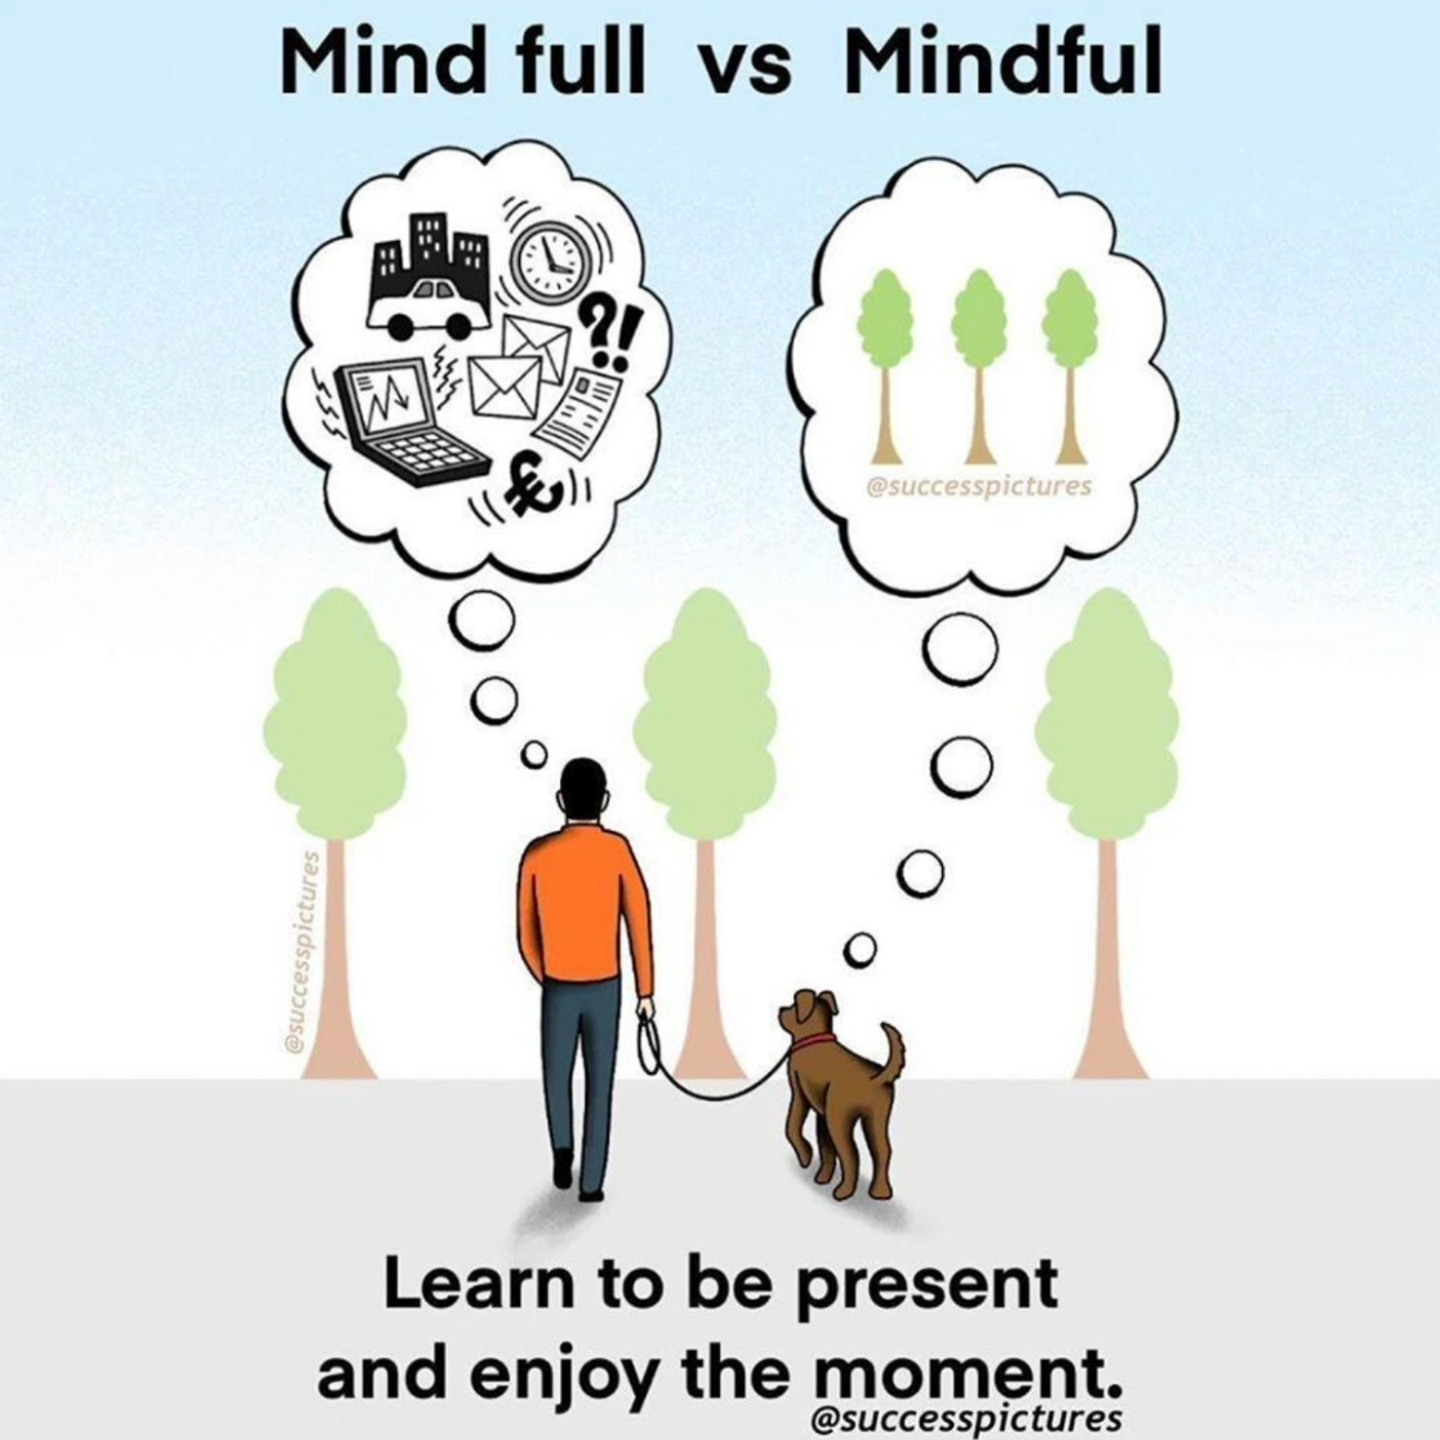 Mind full vs Mindful
?!
£
@successpictures
@successpictures
Learn to be present
and enjoy the moment.
@successpictures